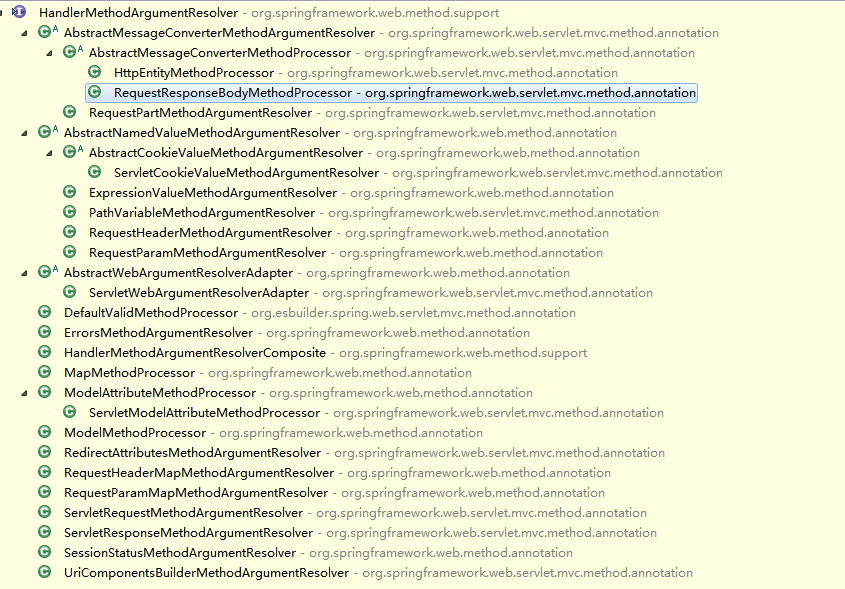 HandlerMethodArgumentResolver - org.springframework.web.method.support
AbstractMessageConverterMethodArgumentResolver - org.springframework.web.servlet.mvc.method.annotation
AbstractMessageConverterMethodProcessor - org.springframework.web.servlet.mvc.method.annotation
HttpEntityMethodProcessor - org.springframework.web.servlet.mvc.method.annotation
RequestResponseBodyMethodProcessor - org.springframework.web.servlet.mvc.method.annotation
RequestPartMethodArgumentResolver - org.springframework.web.servlet.mvc.method.annotation
AbstractNamedValueMethodArgumentResolver - org.springframework.web.method.annotation
AbstractCookieValueMethodArgumentResolver - org.springframework.web.method.annotation
ServletCookieValueMethodArgumentResolver - org.springframework.web.servlet.mvc.method.annotation
ExpressionValueMethodArgumentResolver - org.springframework.web.method.annotation
PathVariableMethodArgumentResolver - org.springframework.web.servlet.mvc.method.annotation
RequestHeaderMethodArgumentResolver - org.springframework.web.method.annotation
RequestParamMethodArgumentResolver - org.springframework.web.method.annotation
AbstractWebArgumentResolverAdapter - org.springframework.web.method.annotation
ServletWebArgumentResolverAdapter - org.springframework.web.servlet.mvc.method.annotation
DefaultValidMethodProcessor - org.esbuilder.spring.web.servlet.mvc.method.annotation
ErrorsMethodArgumentResolver - org.springframework.web.method.annotation
HandlerMethodArgumentResolverComposite - org.springframework.web.method.support
MapMethodProcessor - org.springframework.web.method.annotation
ModelAttributeMethodProcessor - org.springframework.web.method.annotation
ServletModelAttributeMethodProcessor - org.springframework.web.servlet.mvc.method.annotation
ModelMethodProcessor - org.springframework.web.method.annotation
RedirectAttributesMethodArgumentResolver - org.springframework.web.servlet.mvc.method.annotation
RequestHeaderMapMethodArgumentResolver - org.springframework.web.method.annotation
RequestParamMapMethodArgumentResolver - org.springframework.web.method.annotation
ServletRequestMethodArgumentResolver - org.springframework.web.servlet.mvc.method.annotation
ServletResponseMethodArgumentResolver - org.springframework.web.servlet.mvc.method.annotation
SessionStatusMethodArgumentResolver - org.springframework.web.method.annotation
UriComponentsBuilderMethodArgumentResolver - org.springframework.web.servlet.mvc.method.annotation